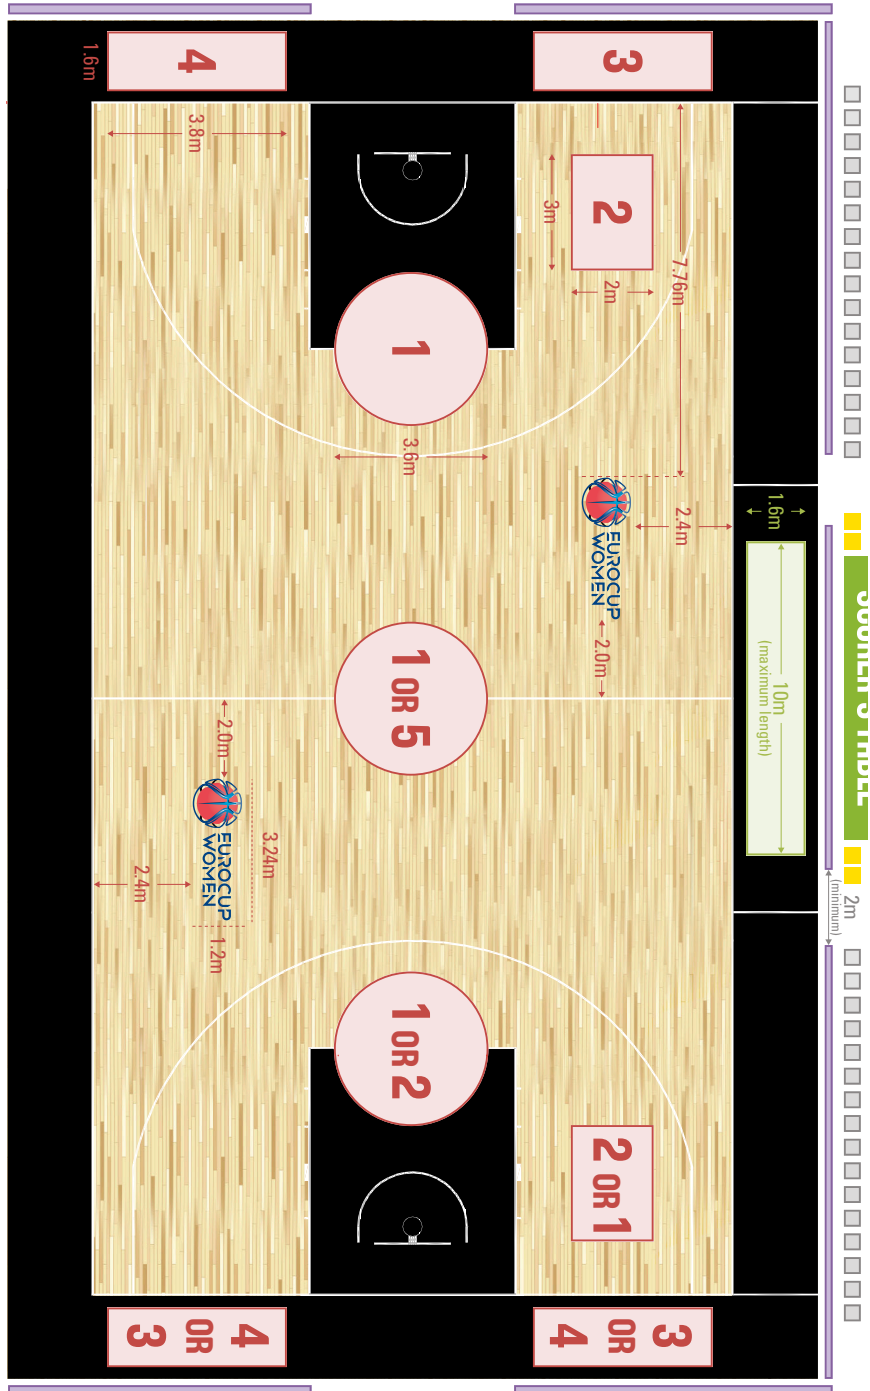 4
1.6m
3
3.8m
2
3m
2m
7.76m
1
3.6m
EUROCUP
WOMEN
2.4m
1.6m
2.0m
10m
(maximum length)
SCORER'S TABLE
1 OR 5
2.0m
EUROCUP
WOMEN
3.24m
2.4m
1.2m
2m
(minimum)
1 OR 2
2 OR 1
4
OR
3
3
OR
4